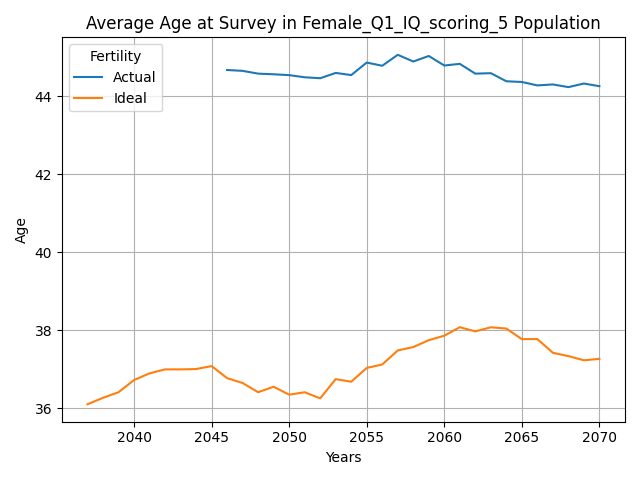 Average Age at Survey in Female_Q1_IQ_scoring_5 Population
Fertility
Actual
Ideal
44
42
40
38
36
Age
2040
2045
2050
2055
2060
2065
2070
Years